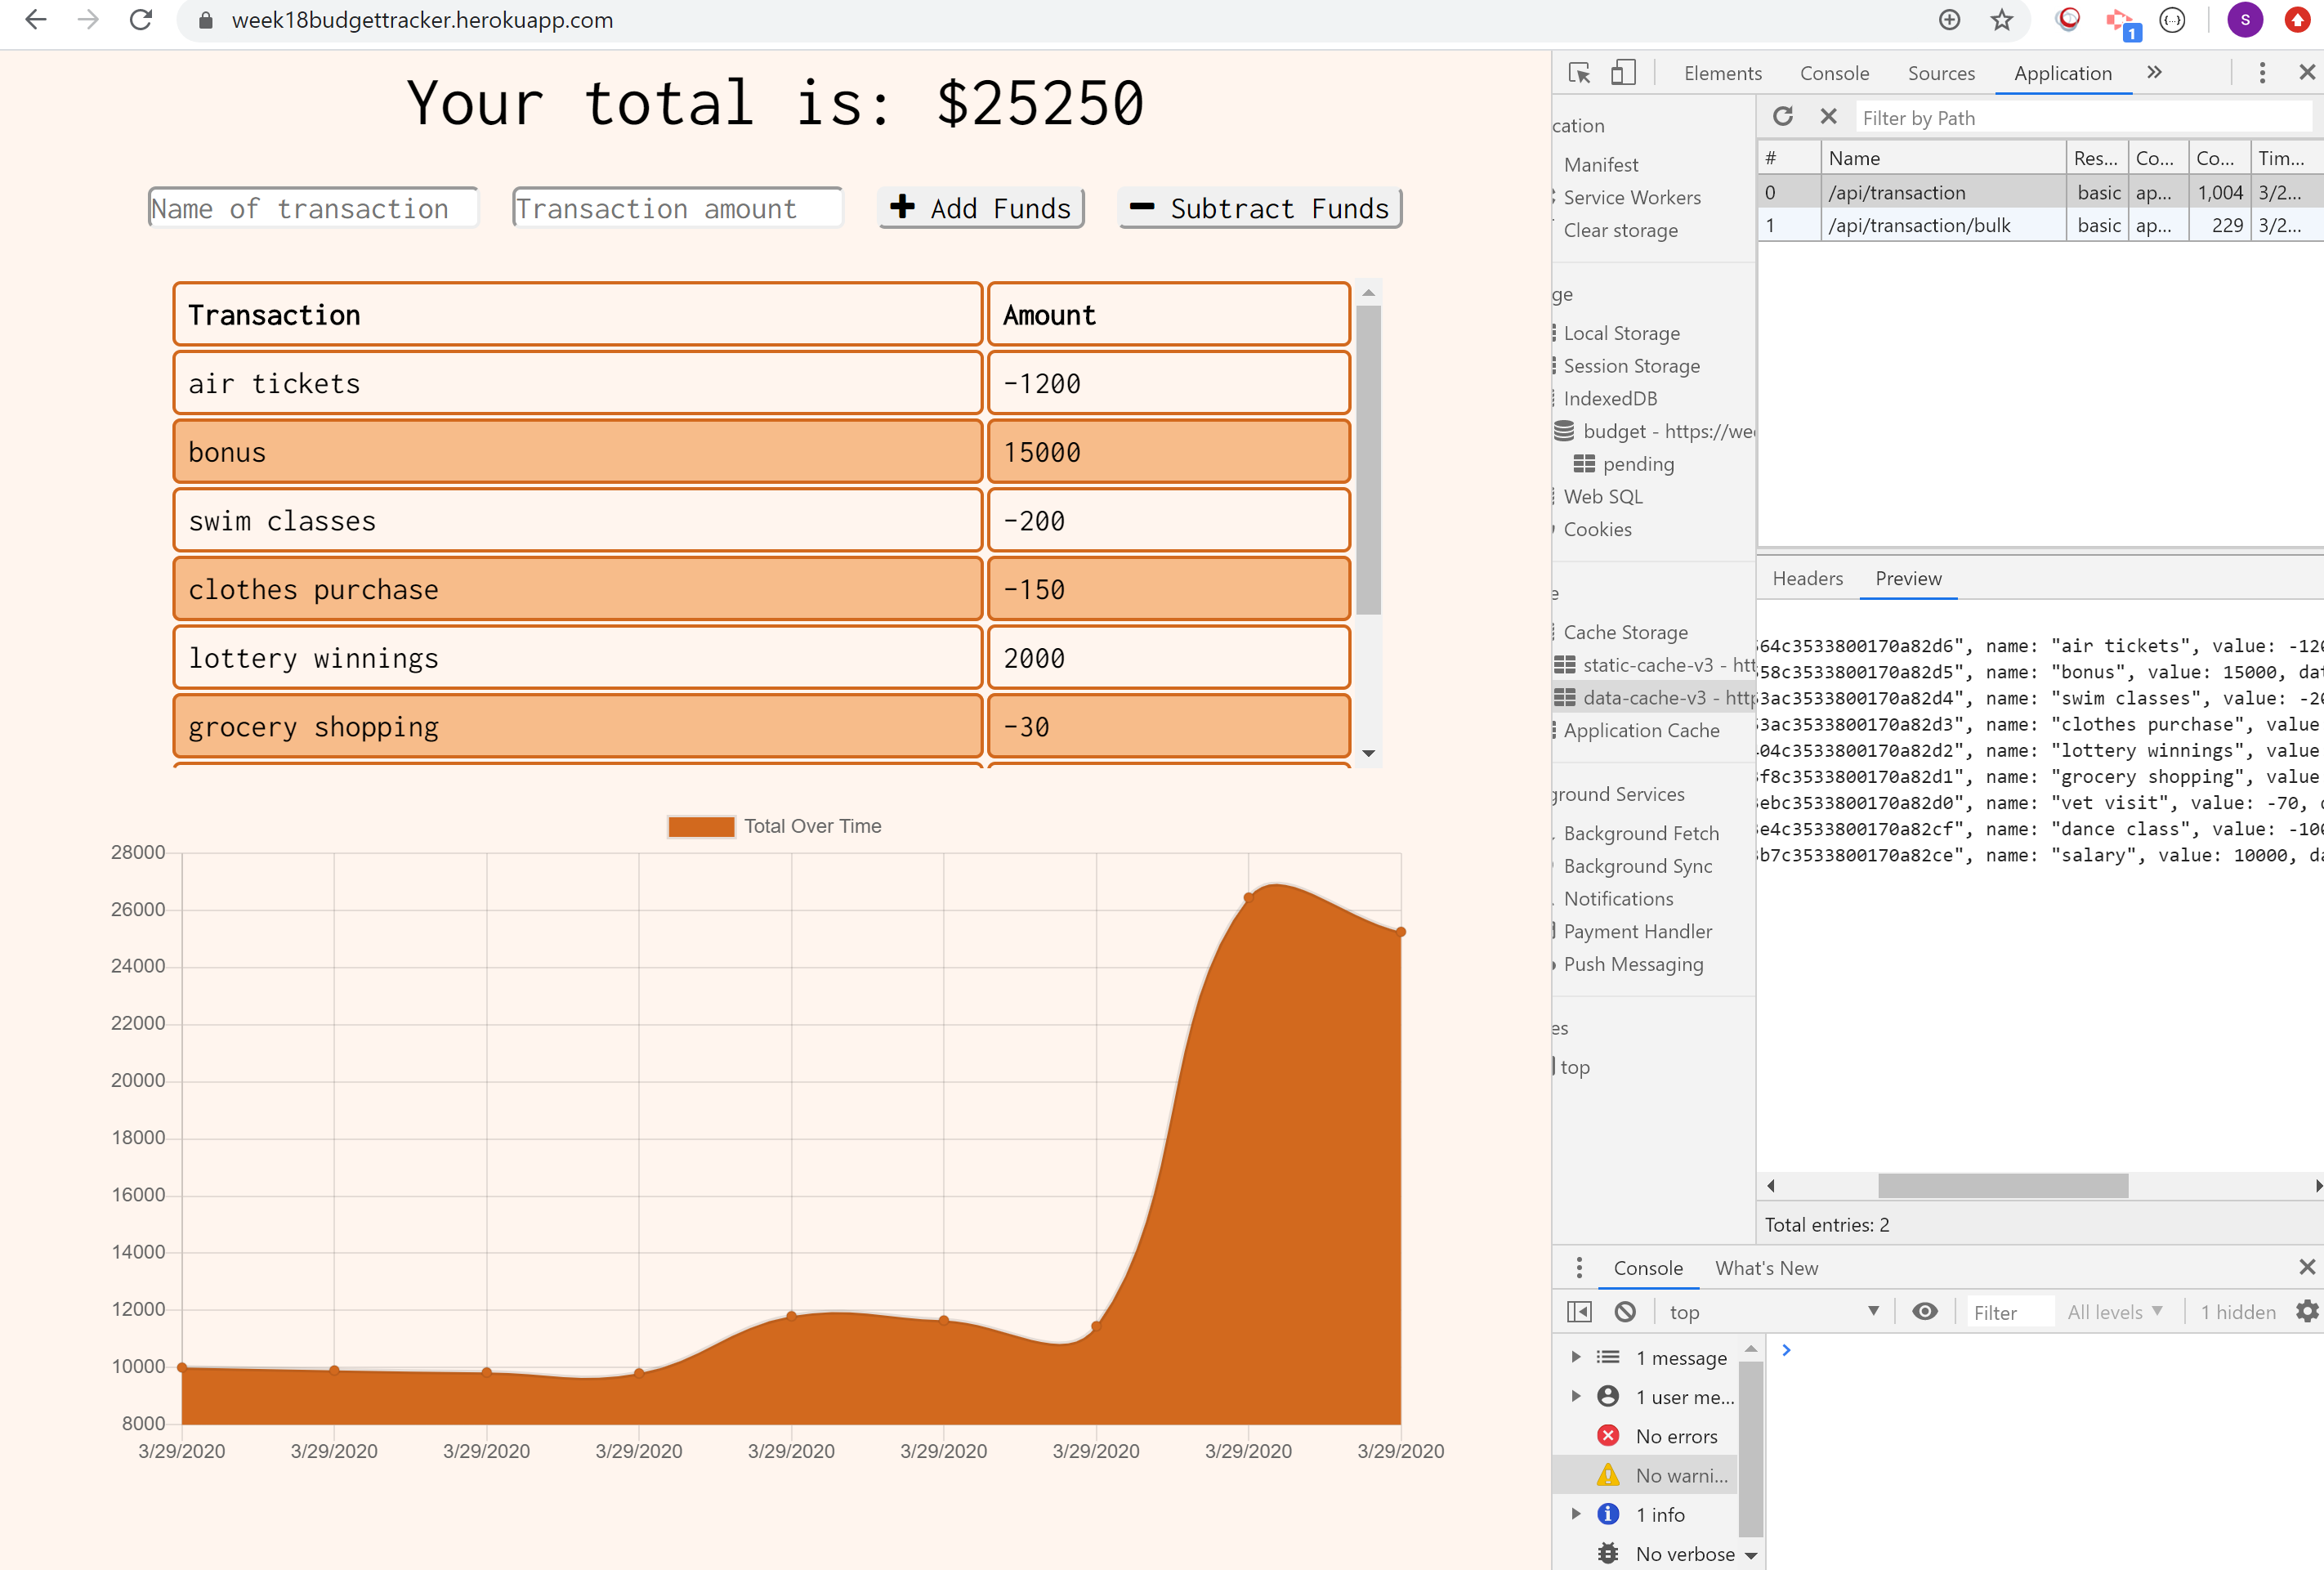 week18budgettracker.herokuapp.com
1
S
Your total is: $25250
Name of transaction
Transaction amount
Add Funds
Subtract Funds
Transaction Amount
air tickets -1200
bonus 15000
swim classes -200
clothes purchase -150
lottery winnings 2000
grocery shopping -30
Total Over Time
28000
26000
24000
22000
20000
18000
16000
14000
12000
10000
8000
3/29/2020 3/29/2020 3/29/2020 3/29/2020 3/29/2020 3/29/2020 3/29/2020 3/29/2020 3/29/2020
Elements Console Sources Application »
cation
Manifest
Service Workers
Clear storage
ge
Local Storage
Session Storage
IndexedDB
budget - https://wee
pending
Web SQL
Cookies
e
Cache Storage
static-cache-v3 - htt
data-cache-v3 - http
Application Cache
ground Services
Background Fetch
Background Sync
Notifications
Payment Handler
Push Messaging
es
top
Filter by Path
# Name Res... Co... Co... Tim...
0 /api/transaction basic ap... 1,004 3/2...
1 /api/transaction/bulk basic ap... 229 3/2...
Headers Preview
64c3533800170a82d6", name: "air tickets", value: -120
58c3533800170a82d5", name: "bonus", value: 15000, dat
3ac3533800170a82d4", name: "swim classes", value: -20
3ac3533800170a82d3", name: "clothes purchase", value
04c3533800170a82d2", name: "lottery winnings", value
f8c3533800170a82d1", name: "grocery shopping", value
ebc3533800170a82d0", name: "vet visit", value: -70, d
e4c3533800170a82cf", name: "dance class", value: -100
b7c3533800170a82ce", name: "salary", value: 10000, da
Total entries: 2
Console What's New
top Filter All levels 1 hidden
1 message
1 user me...
No errors
No warni...
1 info
No verbose